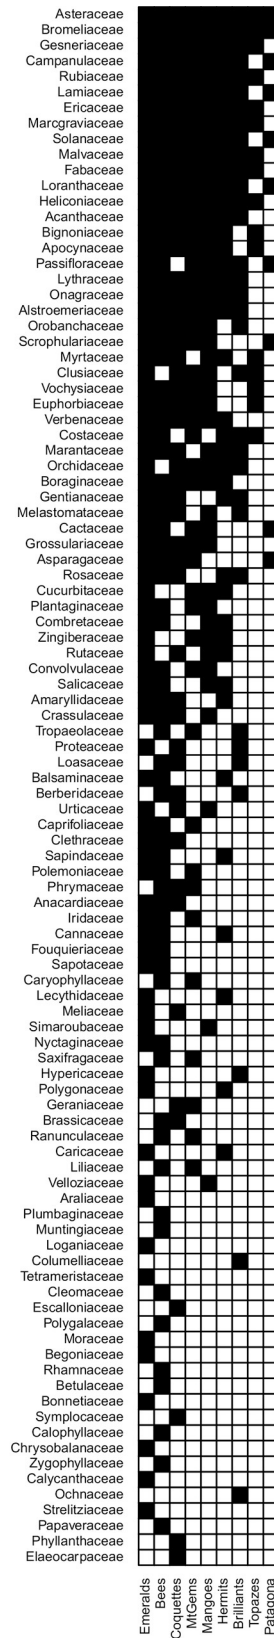 Asteraceae
Bromeliaceae
Gesneriaceae
Campanulaceae
Rubiaceae
Lamiaceae
Ericaceae
Marcgraviaceae
Solanaceae
Malvaceae
Fabaceae
Loranthaceae
Heliconiaceae
Acanthaceae
Bignoniaceae
Apocynaceae
Passifloraceae
Lythraceae
Onagraceae
Alstroemeriaceae
Orobanchaceae
Scrophulariaceae
Myrtaceae
Clusiaceae
Vochysiaceae
Euphorbiaceae
Verbenaceae
Costaceae
Marantaceae
Orchidaceae
Boraginaceae
Gentianaceae
Melastomataceae
Cactaceae
Grossulariaceae
Asparagaceae
Rosaceae
Cucurbitaceae
Plantaginaceae
Combretaceae
Zingiberaceae
Rutaceae
Convolvulaceae
Salicaceae
Amaryllidaceae
Crassulaceae
Tropaeolaceae
Proteaceae
Loasaceae
Balsaminaceae
Berberidaceae
Urticaceae
Caprifoliaceae
Clethraceae
Sapindaceae
Polemoniaceae
Phrymaceae
Anacardiaceae
Iridaceae
Cannaceae
Fouquieriaceae
Sapotaceae
Caryophyllaceae
Lecythidaceae
Meliaceae
Simaroubaceae
Nyctaginaceae
Saxifragaceae
Hypericaceae
Polygonaceae
Geraniaceae
Brassicaceae
Ranunculaceae
Caricaceae
Liliaceae
Velloziaceae
Araliaceae
Plumbaginaceae
Muntingiaceae
Loganiaceae
Columelliaceae
Tetrameristaceae
Cleomaceae
Escalloniaceae
Polygalaceae
Moraceae
Begoniaceae
Rhamnaceae
Betulaceae
Bonnetiaceae
Symplocaceae
Calophyllaceae
Chrysobalanaceae
Zygophyllaceae
Calycanthaceae
Ochnaceae
Strelitziaceae
Papaveraceae
Phyllanthaceae
Elaeocarpaceae
Emeralds
Bees
Coquettes
MtGems
Mangoes
Hermits
Brilliants
Topazes
Patagona